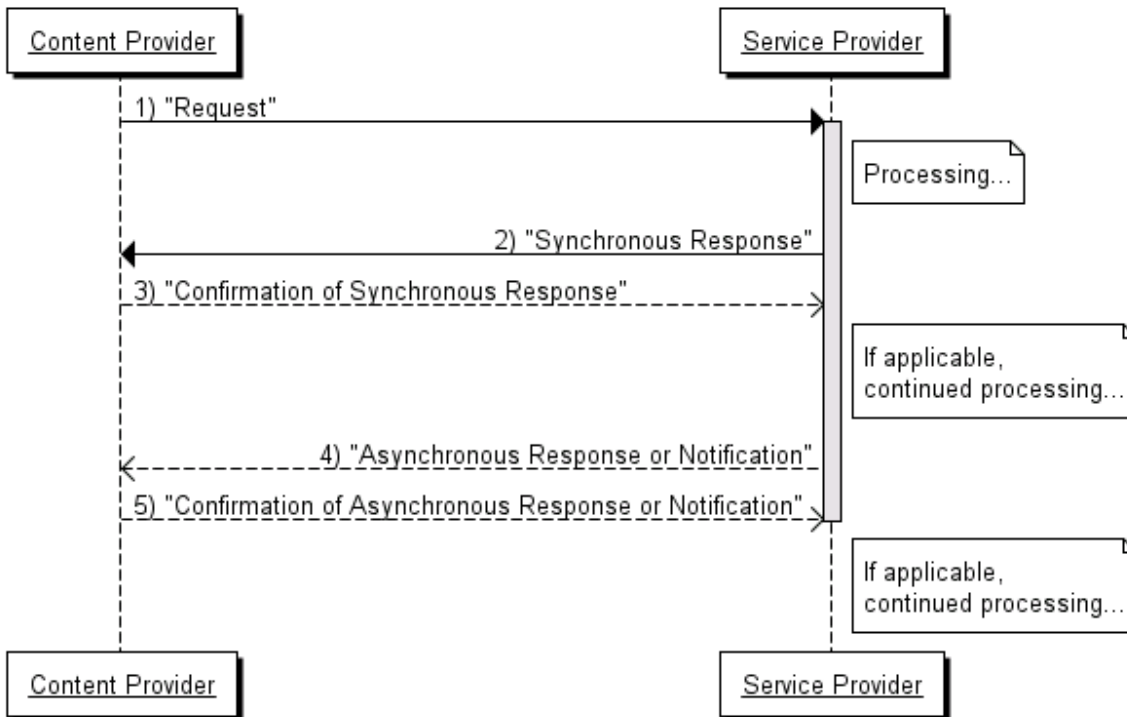 Content Provider
Service Provider
1) "Request"
Processing...
2) "Synchronous Response"
3) "Confirmation of Synchronous Response"
If applicable,
continued processing...
4) "Asynchronous Response or Notification"
5) "Confirmation of Asynchronous Response or Notification"
If applicable,
continued processing...
Content Provider
Service Provider